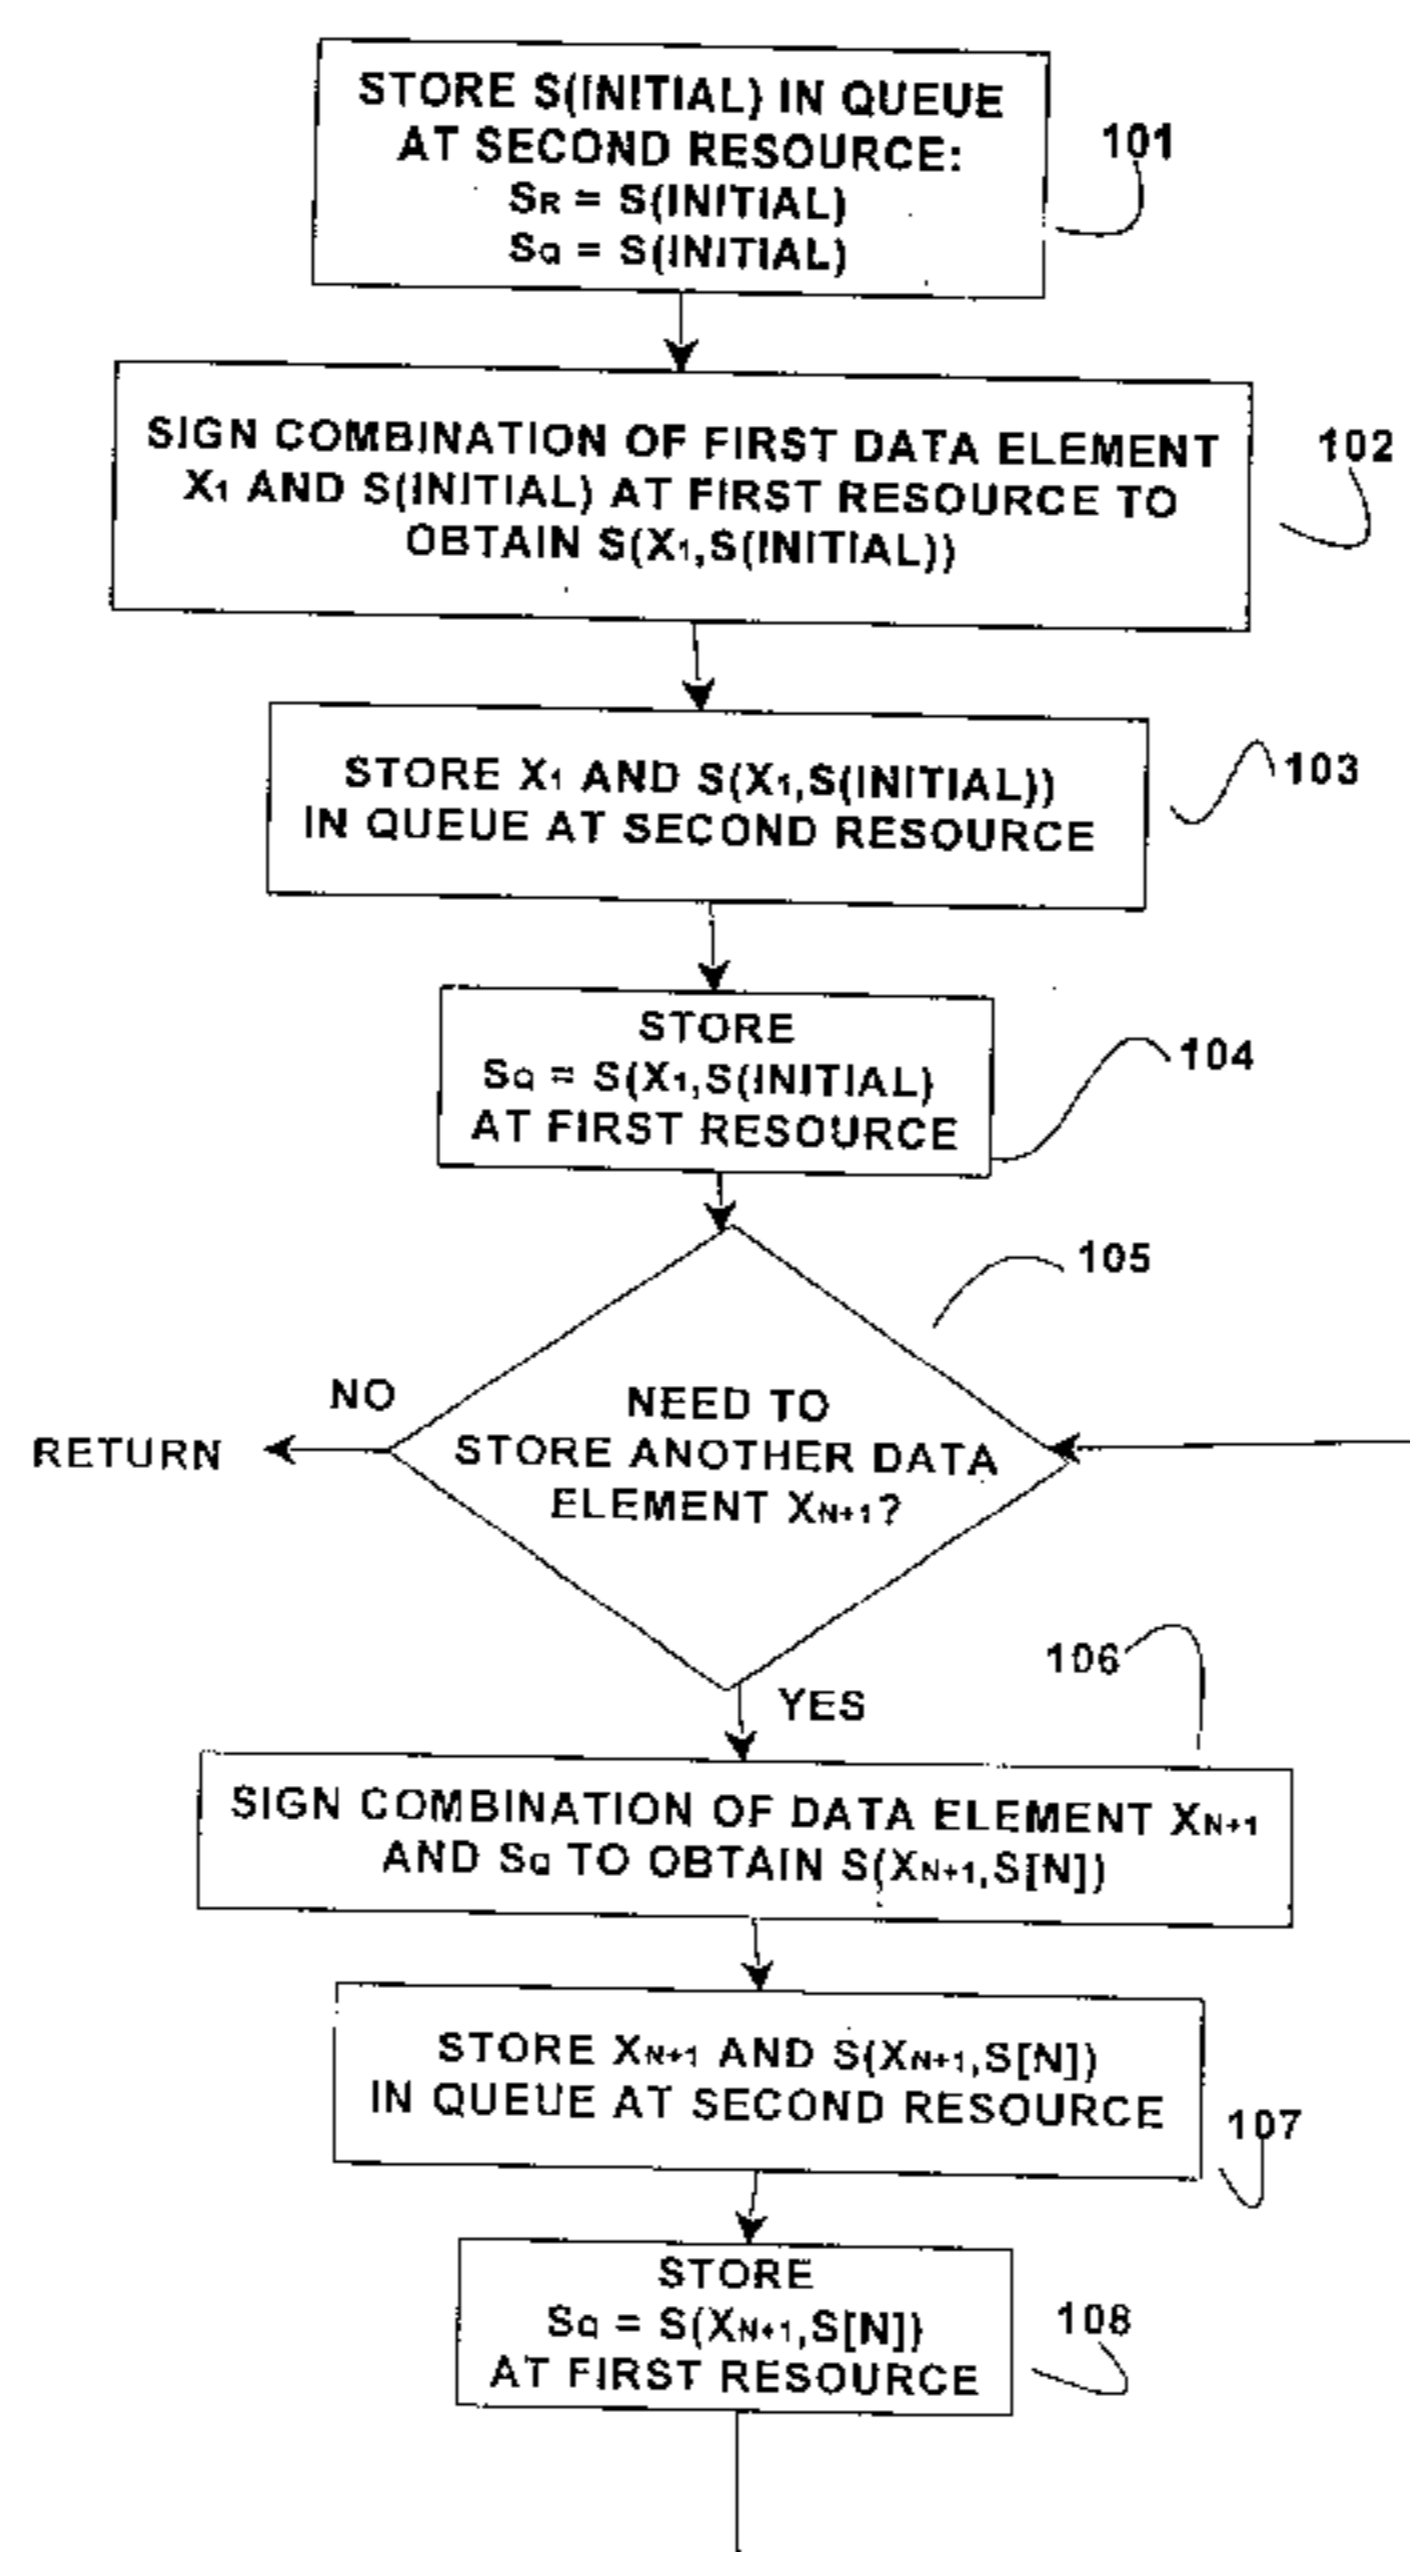 STORE S(INITIAL) IN QUEUE
AT SECOND RESOURCE:
SR = S(INITIAL)
SQ = S(INITIAL)
101
SIGN COMBINATION OF FIRST DATA ELEMENT
X1 AND S(INITIAL) AT FIRST RESOURCE TO
OBTAIN S(X1,S(INITIAL))
102
STORE X1 AND S(X1,S(INITIAL))
IN QUEUE AT SECOND RESOURCE
103
STORE
SQ = S(X1,S(INITIAL)
AT FIRST RESOURCE
104
105
NO
RETURN
NEED TO
STORE ANOTHER DATA
ELEMENT XN+1?
YES
106
SIGN COMBINATION OF DATA ELEMENT XN+1
AND SQ TO OBTAIN S(XN+1,S[N])
STORE XN+1 AND S(XN+1,S[N])
IN QUEUE AT SECOND RESOURCE
107
STORE
SQ = S(XN+1,S[N])
AT FIRST RESOURCE
108